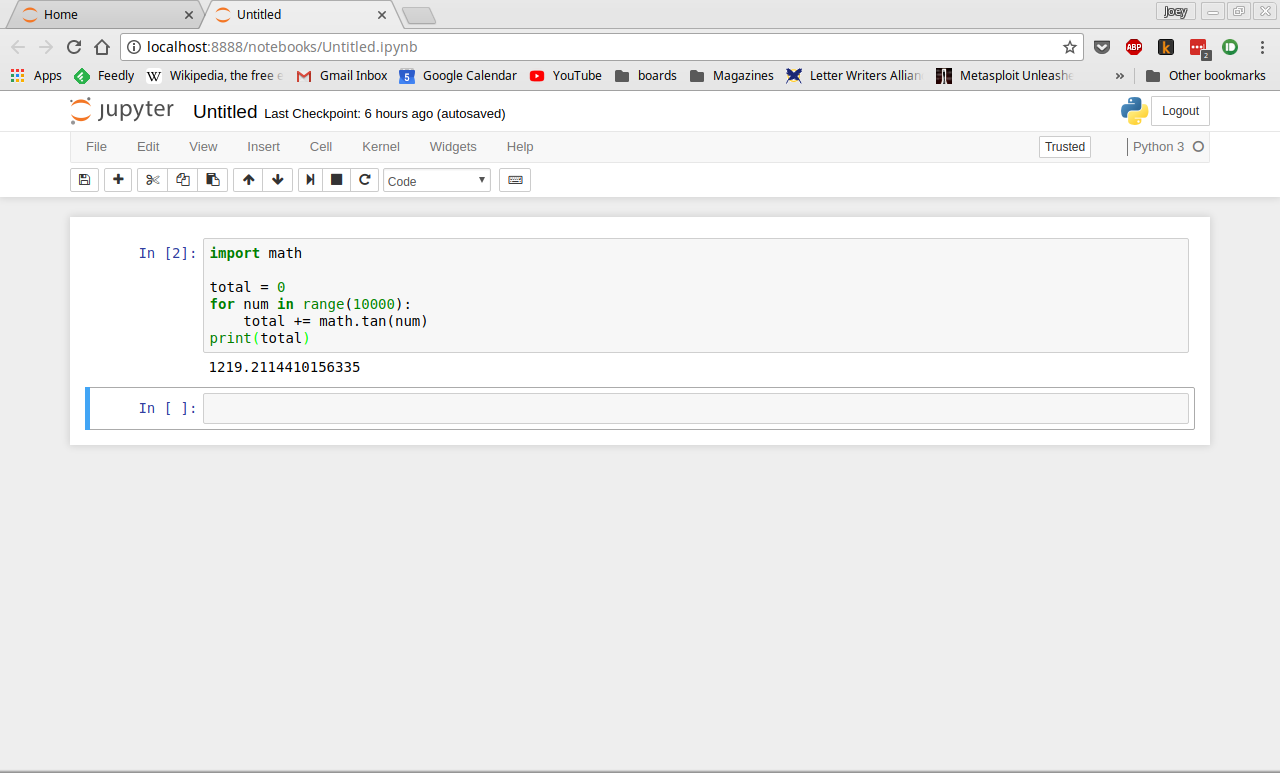 Home
Untitled
Joey
localhost:8888/notebooks/Untitled.ipynb
ABP
k
2
Apps
Feedly
W
Wikipedia, the free e
Gmail Inbox
5
Google Calendar
YouTube
boards
Magazines
Letter Writers Allian
Metasploit Unleashe
»
Other bookmarks
jupyter
Untitled
Last Checkpoint: 6 hours ago (autosaved)
Logout
File
Edit
View
Insert
Cell
Kernel
Widgets
Help
Trusted
Python 3
Code
In [2]:
import math
total = 0
for num in range(10000):
    total += math.tan(num)
print(total)
1219.2114410156335
In [ ]: